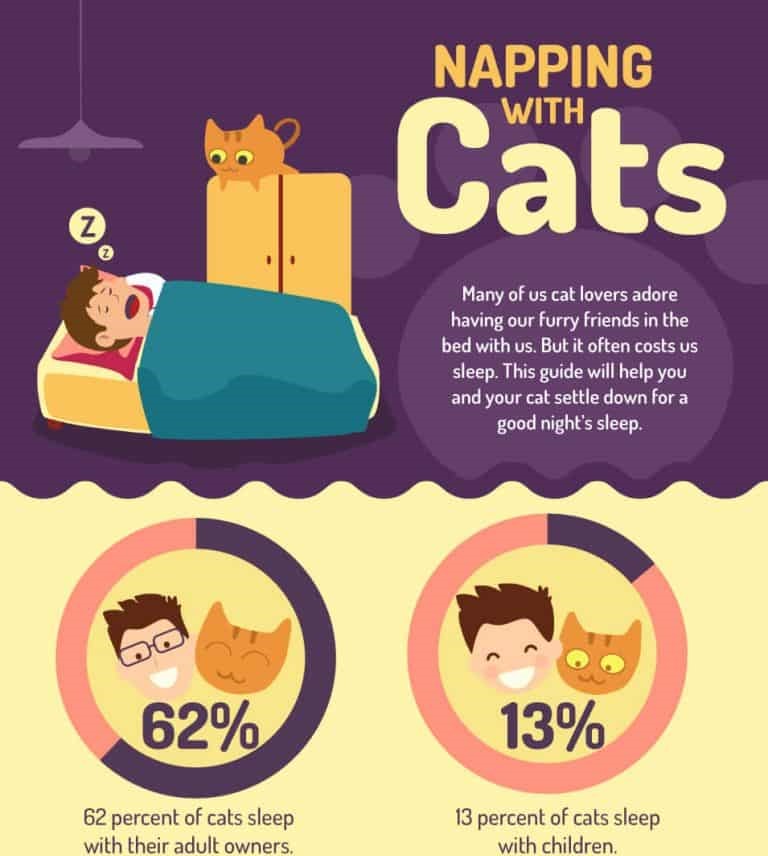 NAPPING
WITH
Cats
Z
Z
Many of us cat lovers adore
having our furry friends in the
bed with us. But it often costs us
sleep. This guide will help you
and your cat settle down for a
good night's sleep.
62%
13%
62 percent of cats sleep
with their adult owners.
13 percent of cats sleep
with children.